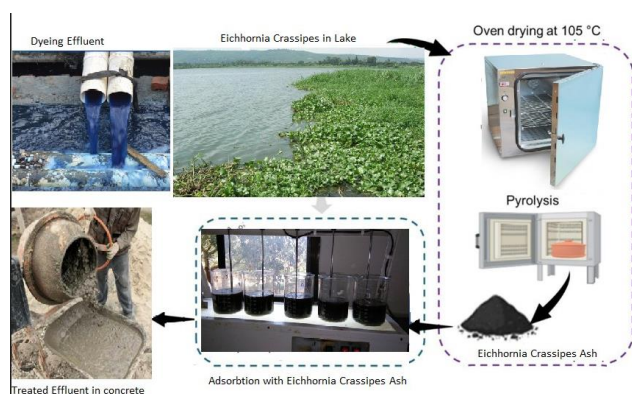 Dyeing Effluent
Eichhornia Crassipes in Lake
Oven drying at 105 °C
Pyrolysis
Eichhornia Crassipes Ash
Adsorbtion with Eichhornia Crassipes Ash
Treated Effluent in concrete